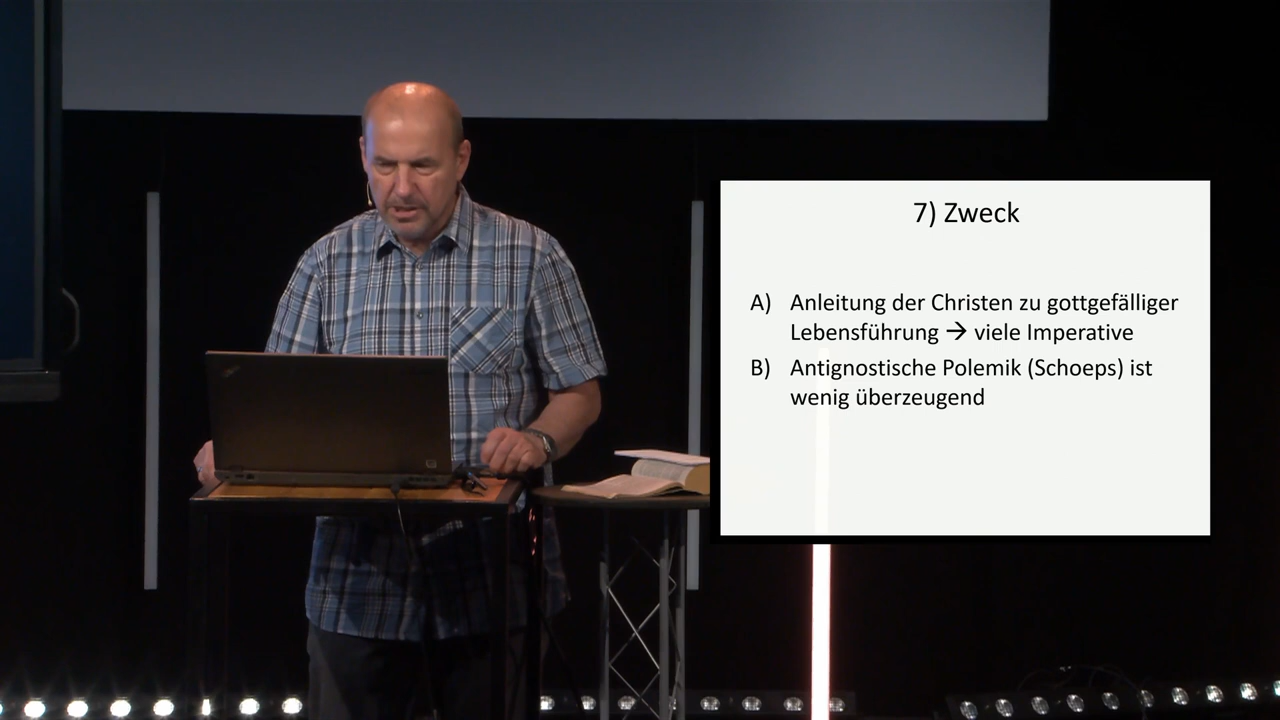 7) Zweck
A) Anleitung der Christen zu gottgefälliger
Lebensführung → viele Imperative
B) Antignostische Polemik (Schoeps) ist
wenig überzeugend